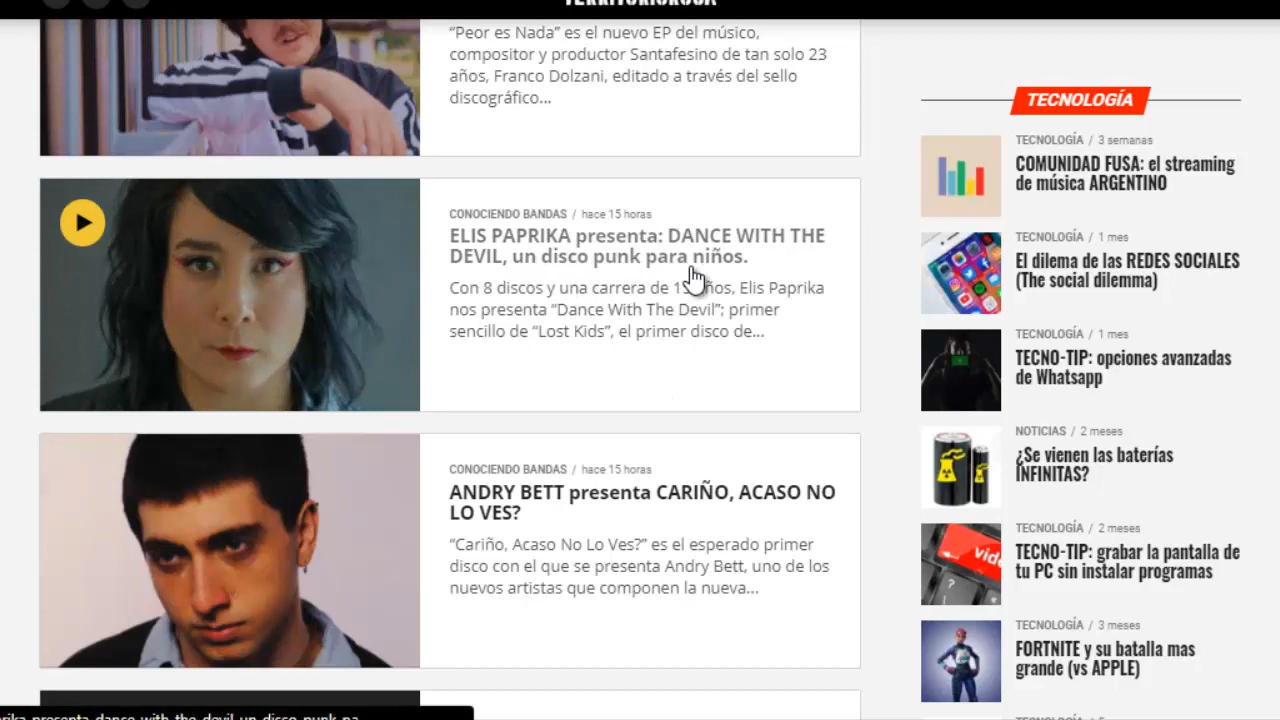 “Peor es Nada” es el nuevo EP del músico,
compositor y productor Santafesino de tan solo 23
años, Franco Dolzani, editado a través del sello
discográfico...
CONOCIENDO BANDAS / hace 15 horas
ELIS PAPRIKA presenta: DANCE WITH THE
DEVIL, un disco punk para niños.
Con 8 discos y una carrera de Elis Paprika
nos presenta “Dance With The Devil”; primer
sencillo de “Lost Kids”, el primer disco de...
CONOCIENDO BANDAS / hace 15 horas
ANDRY BETT presenta CARIÑO, ACASO NO
LO VES?
“Cariño, Acaso No Lo Ves?” es el esperado primer
disco con el que se presenta Andry Bett, uno de los
nuevos artistas que componen la nueva...
TECNOLOGÍA
TECNOLOGÍA / 3 semanas
COMUNIDAD FUSA: el streaming
de música ARGENTINO
TECNOLOGÍA / 1 mes
El dilema de las REDES SOCIALES
(The social dilemma)
TECNOLOGÍA / 1 mes
TECNO-TIP: opciones avanzadas
de Whatsapp
NOTICIAS / 2 meses
¿Se vienen las baterías
INFINITAS?
TECNOLOGÍA / 2 meses
TECNO-TIP: grabar la pantalla de
tu PC sin instalar programas
TECNOLOGÍA / 3 meses
FORTNITE y su batalla mas
grande (vs APPLE)